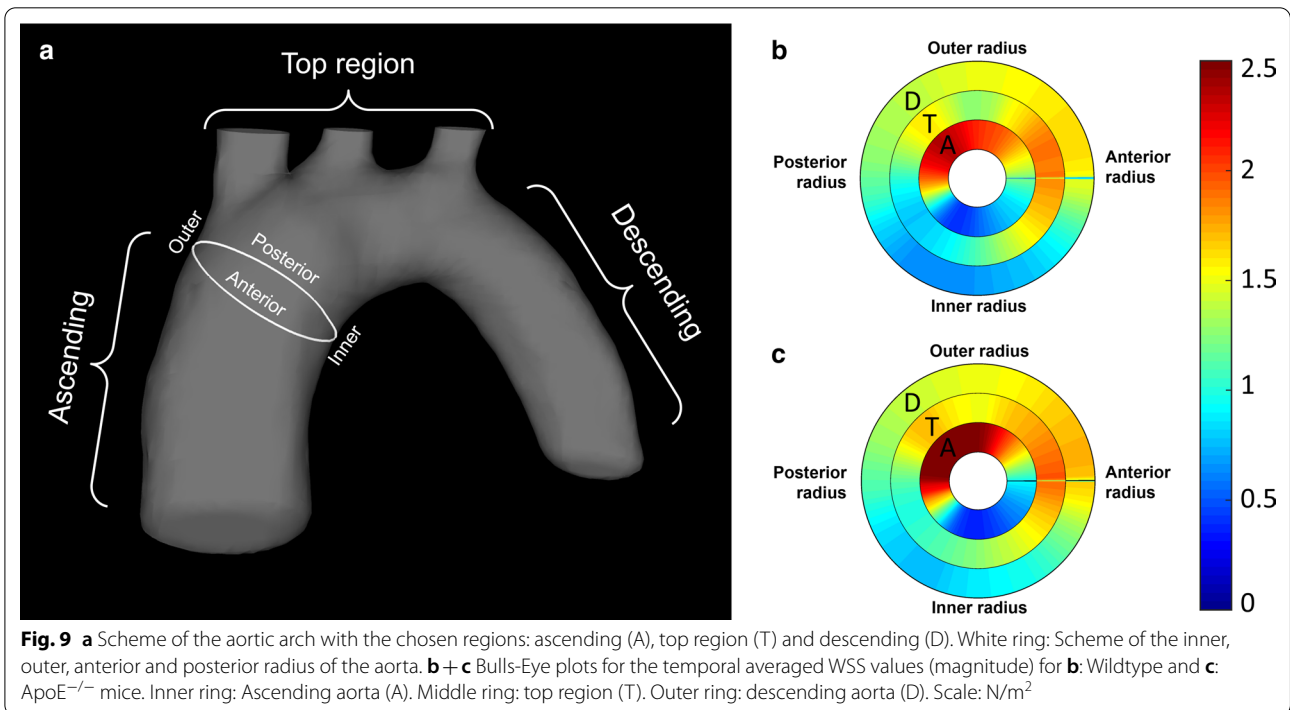 a
Top region
Outer
Posterior
Anterior
Inner
Ascending
Descending
b
Outer radius
D
T
A
Posterior
radius
Anterior
radius
Inner radius
c
Outer radius
D
T
A
Posterior
radius
Anterior
radius
Inner radius
2.5
2
1.5
1
0.5
0
Fig. 9 a Scheme of the aortic arch with the chosen regions: ascending (A), top region (T) and descending (D). White ring: Scheme of the inner,
outer, anterior and posterior radius of the aorta. b + c Bulls-Eye plots for the temporal averaged WSS values (magnitude) for b: Wildtype and c:
ApoE−/− mice. Inner ring: Ascending aorta (A). Middle ring: top region (T). Outer ring: descending aorta (D). Scale: N/m2